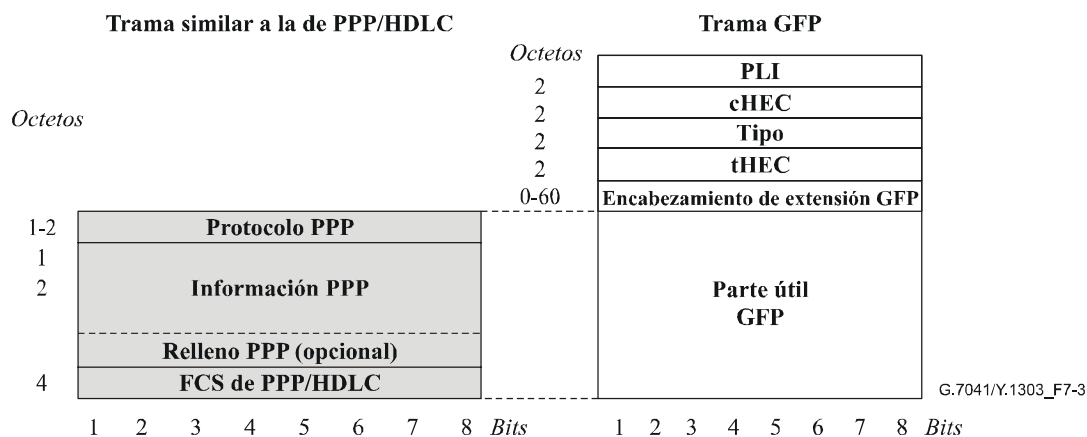 Trama similar a la de PPP/HDLC
Trama GFP
Octetos
PLI
2
cHEC
2
Octetos
Tipo
2
tHEC
2
0-60
Encabezamiento de extensión GFP
1-2
Protocolo PPP
1
2
Información PPP
Parte útil
GFP
Relleno PPP (opcional)
4
FCS de PPP/HDLC
G.7041/Y.1303_F7-3
1 2 3 4 5 6 7 8 Bits
1 2 3 4 5 6 7 8 Bits